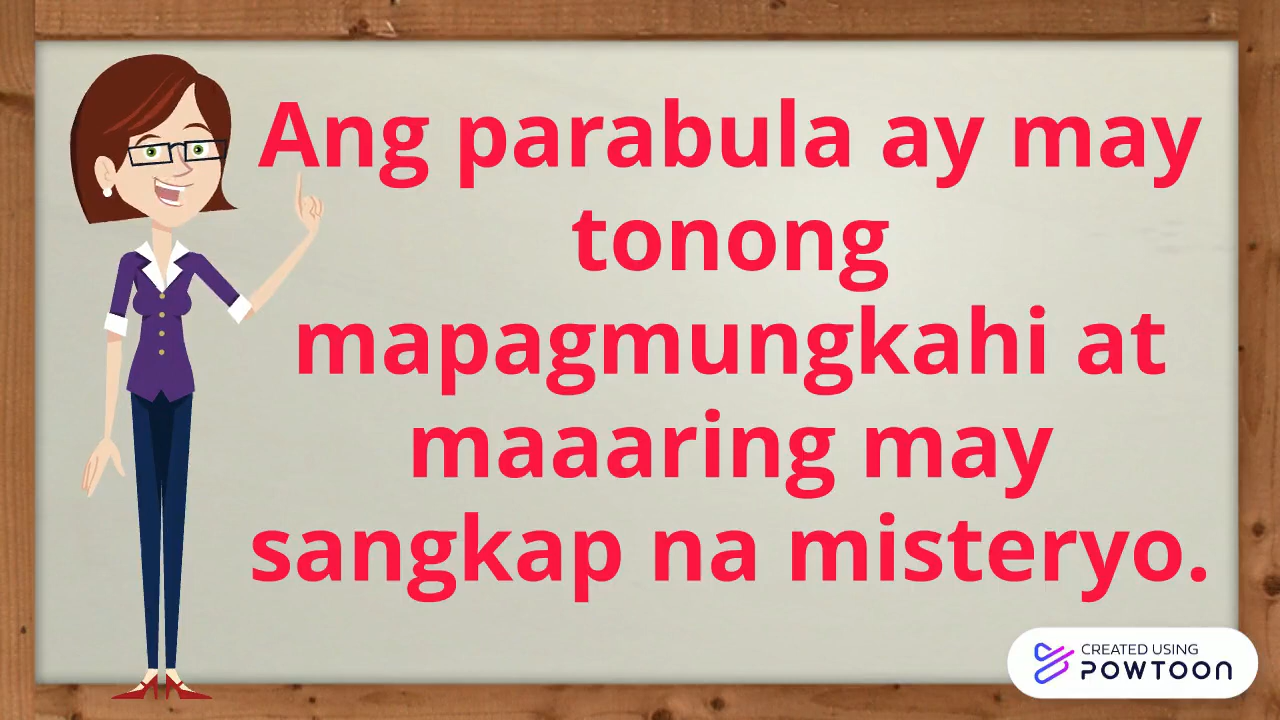 Ang parabula ay may
tonong
mapagmungkahi at
maaaring may
sangkap na misteryo.
CREATED USING
POWTOON